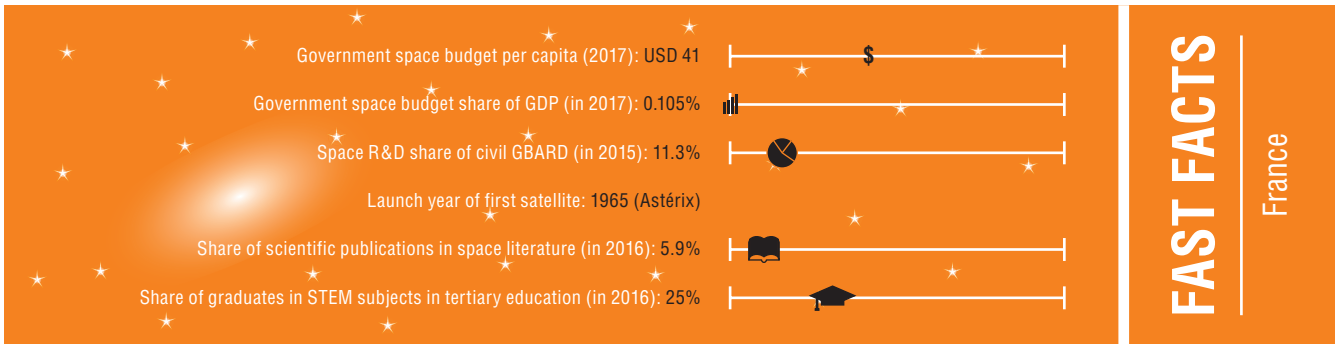 Government space budget per capita (2017): USD 41
$
Government space budget share of GDP (in 2017): 0.105%
Space R&D share of civil GBARD (in 2015): 11.3%
Launch year of first satellite: 1965 (Astérix)
Share of scientific publications in space literature (in 2016): 5.9%
Share of graduates in STEM subjects in tertiary education (in 2016): 25%
FAST FACTS
France